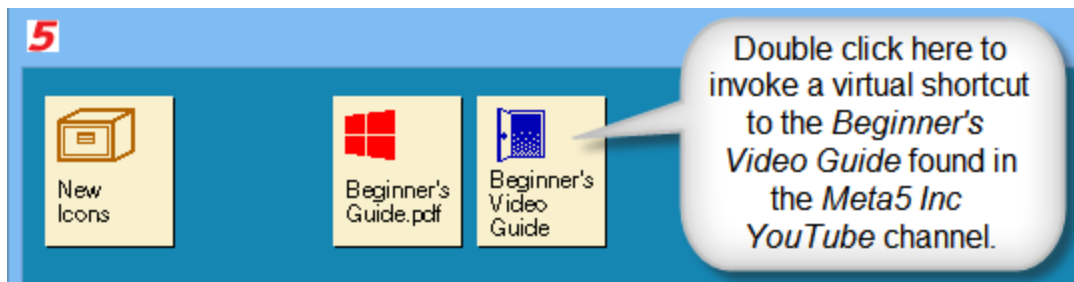 5
New
Icons
Beginner's
Guide.pdf
Beginner's
Video
Guide
Double click here to
invoke a virtual shortcut
to the Beginner's
Video Guide found in
the Meta5 Inc
YouTube channel.